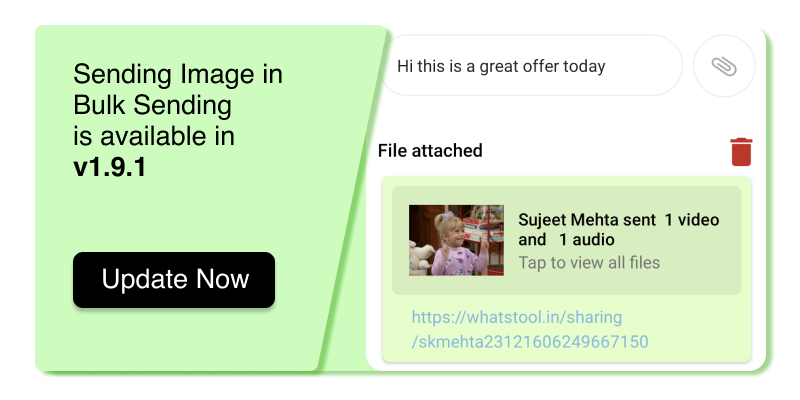 Sending Image in
Bulk Sending
is available in
v1.9.1
Update Now
Hi this is a great offer today
File attached
Sujeet Mehta sent 1 video
and 1 audio
Tap to view all files
https://whatstool.in/sharing
/skmehta23121606249667150